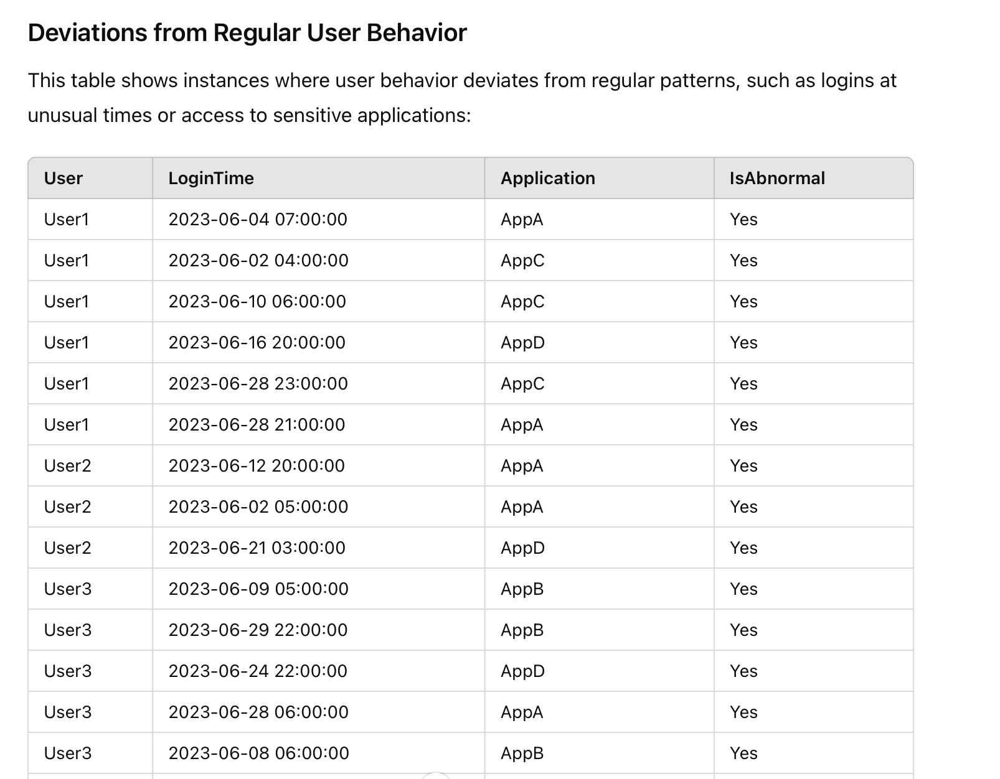 Deviations from Regular User Behavior
This table shows instances where user behavior deviates from regular patterns, such as logins at
unusual times or access to sensitive applications:
User LoginTime Application IsAbnormal
User1 2023-06-04 07:00:00 AppA Yes
User1 2023-06-02 04:00:00 AppC Yes
User1 2023-06-10 06:00:00 AppC Yes
User1 2023-06-16 20:00:00 AppD Yes
User1 2023-06-28 23:00:00 AppC Yes
User1 2023-06-28 21:00:00 AppA Yes
User2 2023-06-12 20:00:00 AppA Yes
User2 2023-06-02 05:00:00 AppA Yes
User2 2023-06-21 03:00:00 AppD Yes
User3 2023-06-09 05:00:00 AppB Yes
User3 2023-06-29 22:00:00 AppB Yes
User3 2023-06-24 22:00:00 AppD Yes
User3 2023-06-28 06:00:00 AppA Yes
User3 2023-06-08 06:00:00 AppB Yes